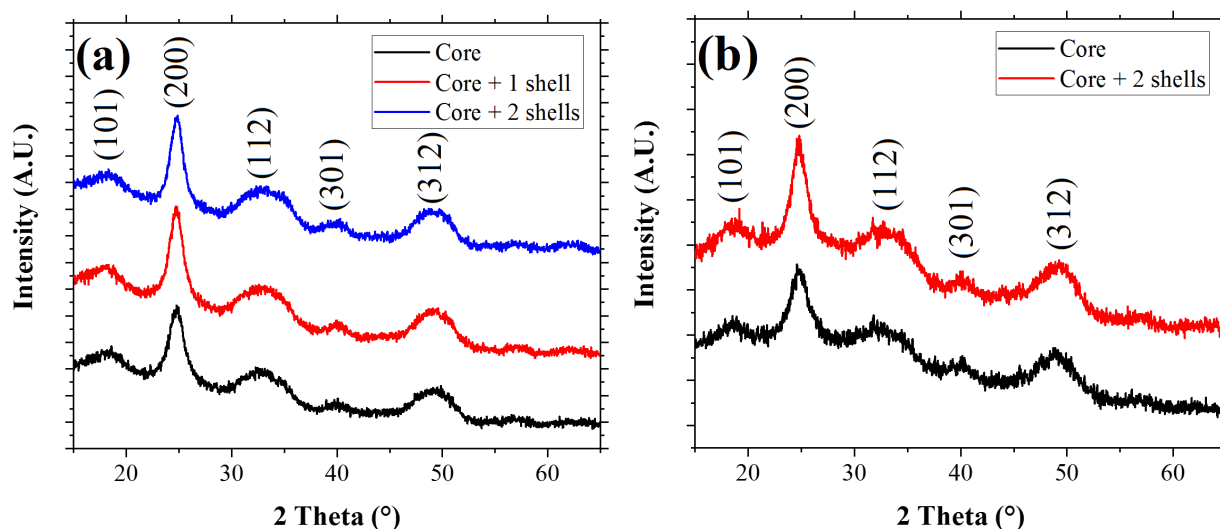 (a)
Core
Core + 1 shell
Core + 2 shells
(101)
(200)
(112)
(301)
(312)
Intensity (A.U.)
20 30 40 50 60
2 Theta (°)
(b)
Core
Core + 2 shells
(101)
(200)
(112)
(301)
(312)
Intensity (A.U.)
20 30 40 50 60
2 Theta (°)